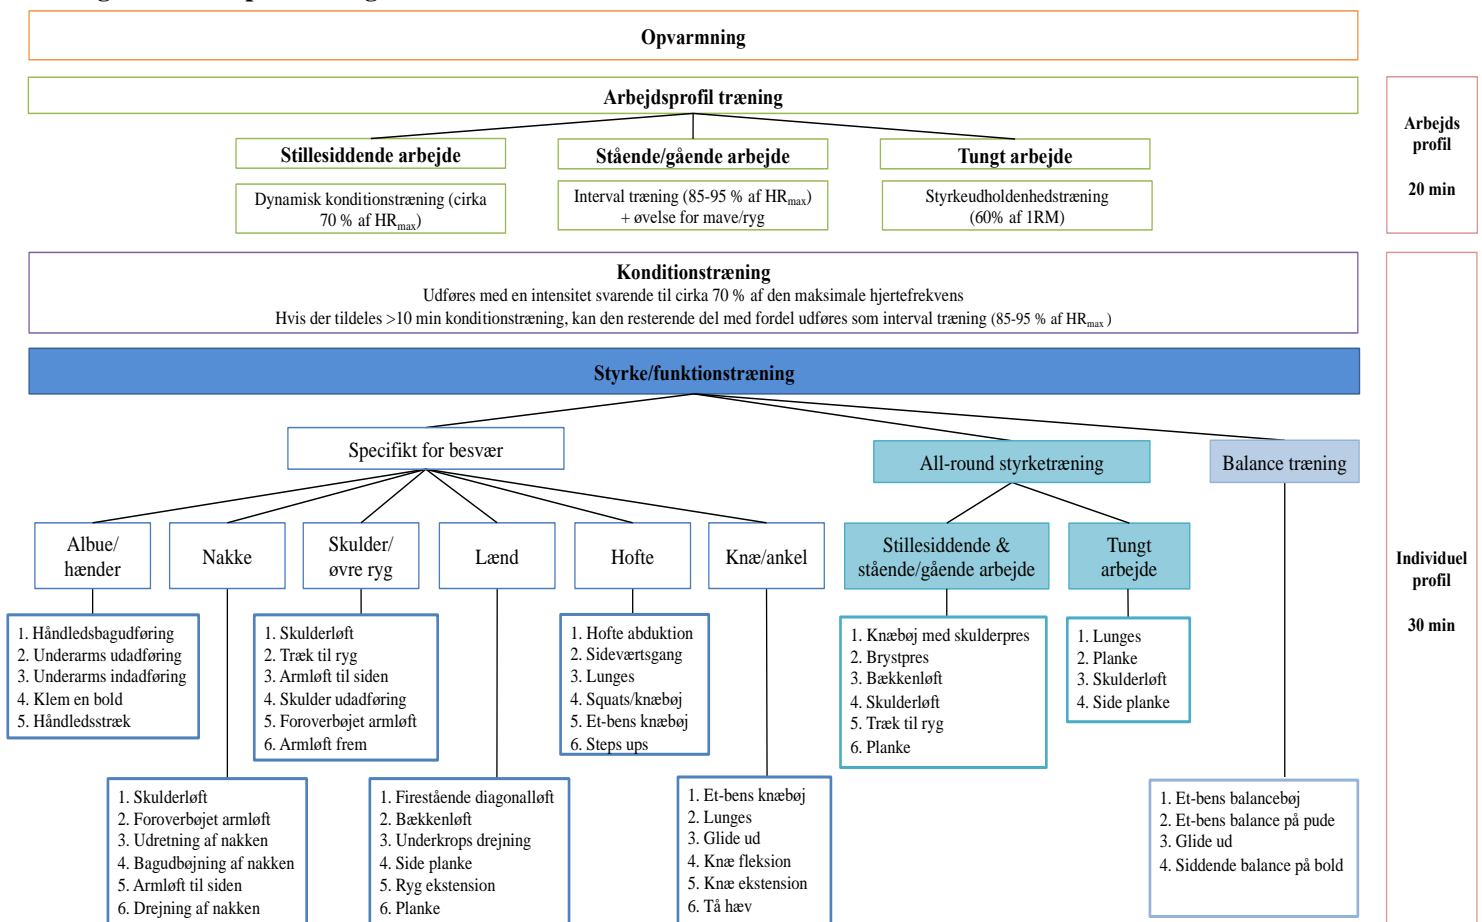 Opvarmning
Arbejdsprofil træning
Stillesiddende arbejde
Dynamisk konditionstræning (cirka
70 % af HRmax)
Stående/gående arbejde
Interval træning (85-95 % af HRmax)
+ øvelse for mave/ryg
Tungt arbejde
Styrkeudholdenhedstræning
(60% af 1RM)
Arbejds
profil
20 min
Konditionstræning
Udføres med en intensitet svarende til cirka 70 % af den maksimale hjertefrekvens
Hvis der tildeles >10 min konditionstræning, kan den resterende del med fordel udføres som interval træning (85-95 % af HRmax )
Styrke/funktionstræning
Specifikt for besvær
All-round styrketræning
Balance træning
Albue/
hænder
Nakke
Skulder/
øvre ryg
Lænd
Hofte
Knæ/ankel
Stillesiddende &
stående/gående arbejde
Tungt
arbejde
Individuel
profil
30 min
1. Håndledsbagudføring
2. Underarms udadføring
3. Underarms indadføring
4. Klem en bold
5. Håndledsstræk
1. Skulderløft
2. Træk til ryg
3. Armløft til siden
4. Skulder udadføring
5. Foroverbøjet armløft
6. Armløft frem
1. Hofte abduktion
2. Sideværtsgang
3. Lunges
4. Squats/knæbøj
5. Et-bens knæbøj
6. Steps ups
1. Knæbøj med skulderpres
2. Brystpres
3. Bækkenløft
4. Skulderløft
5. Træk til ryg
6. Planke
1. Lunges
2. Planke
3. Skulderløft
4. Side planke
1. Skulderløft
2. Foroverbøjet armløft
3. Udretning af nakken
4. Bagudbøjning af nakken
5. Armløft til siden
6. Drejning af nakken
1. Firestående diagonalløft
2. Bækkenløft
3. Underkrops drejning
4. Side planke
5. Ryg ekstension
6. Planke
1. Et-bens knæbøj
2. Lunges
3. Glide ud
4. Knæ fleksion
5. Knæ ekstension
6. Tå hæv
1. Et-bens balancebøj
2. Et-bens balance på pude
3. Glide ud
4. Siddende balance på bold